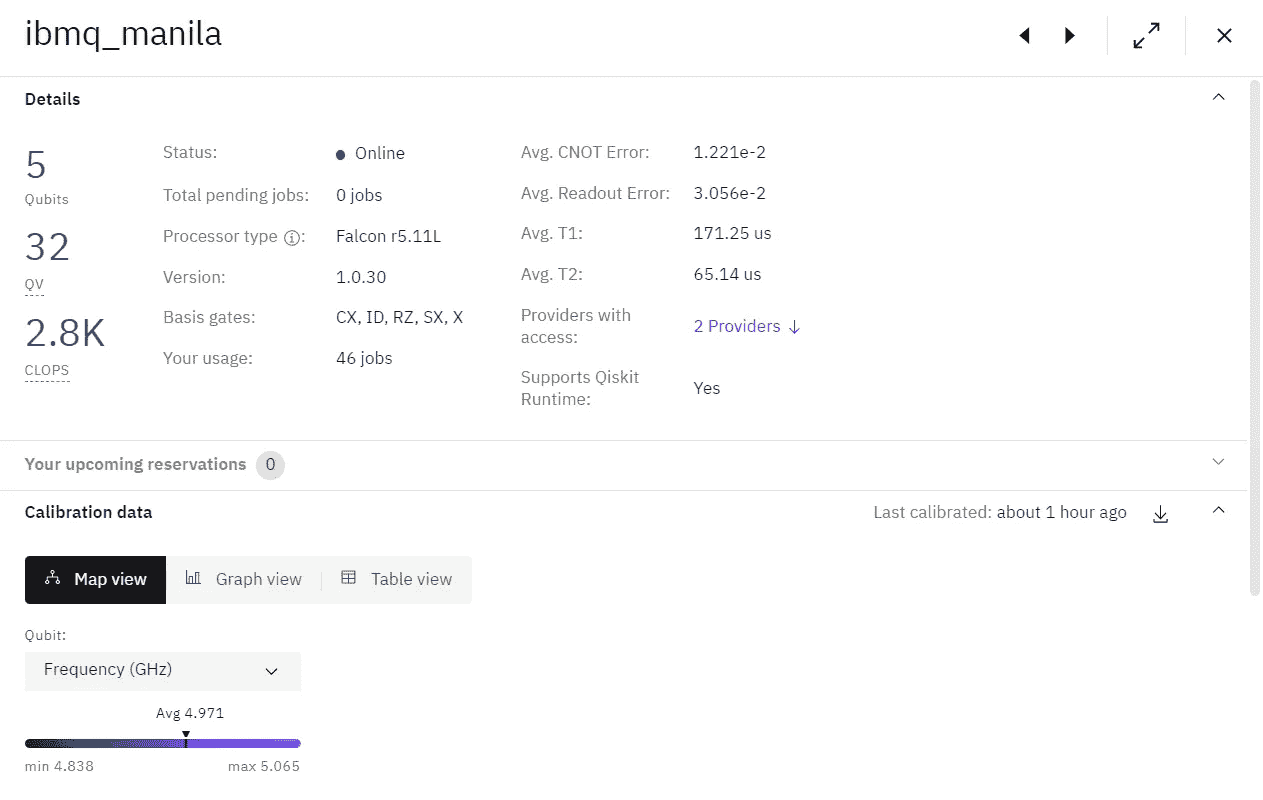 ibmq_manila
Details
5
Qubits
32
QV
2.8K
CLOPS
Status: Online
Total pending jobs: 0 jobs
Processor type : Falcon r5.11L
Version: 1.0.30
Basis gates: CX, ID, RZ, SX, X
Your usage: 46 jobs
Avg. CNOT Error: 1.221e-2
Avg. Readout Error: 3.056e-2
Avg. T1: 171.25 us
Avg. T2: 65.14 us
Providers with
access: 2 Providers ↓
Supports Qiskit
Runtime: Yes
Your upcoming reservations 0
Calibration data Last calibrated: about 1 hour ago
Map view Graph view Table view
Qubit:
Frequency (GHz)
Avg 4.971
min 4.838 max 5.065